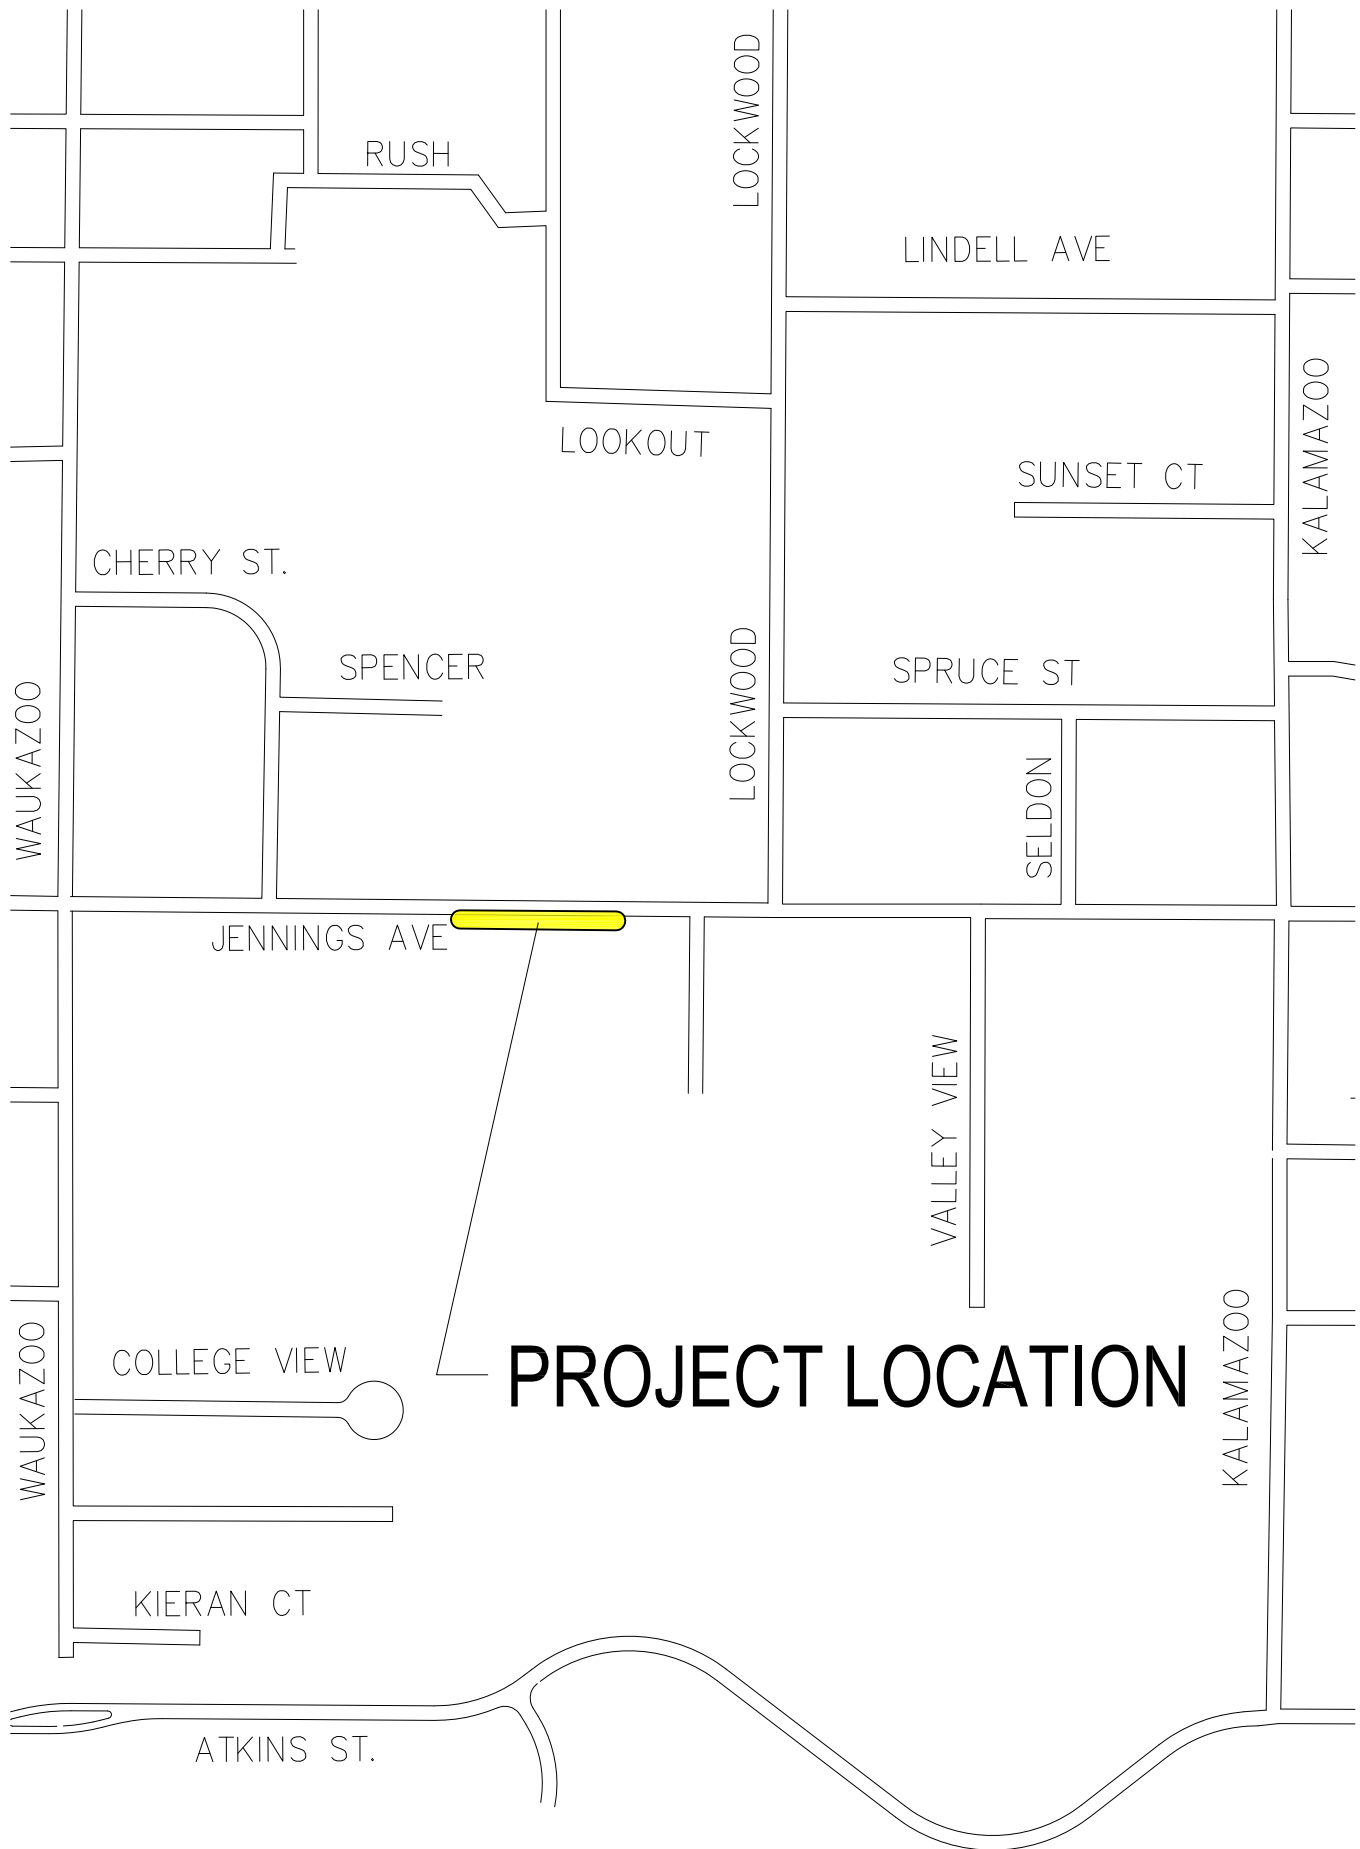 LOCKWOOD
RUSH
LINDELL AVE
KALAMAZOO
LOOKOUT
SUNSET CT
CHERRY ST.
SPENCER
LOCKWOOD
SPRUCE ST
WAUKAZOO
SELDON
JENNINGS AVE
VALLEY VIEW
KALAMAZOO
WAUKAZOO
COLLEGE VIEW
PROJECT LOCATION
KIERAN CT
ATKINS ST.